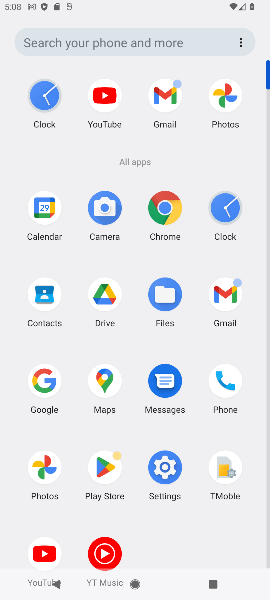 5:08
Search your phone and more
Clock YouTube Gmail Photos
All apps
29
Calendar Camera Chrome Clock
Contacts Drive Files Gmail
Google Maps Messages Phone
Photos Play Store Settings TMoble
YouTube YT Music